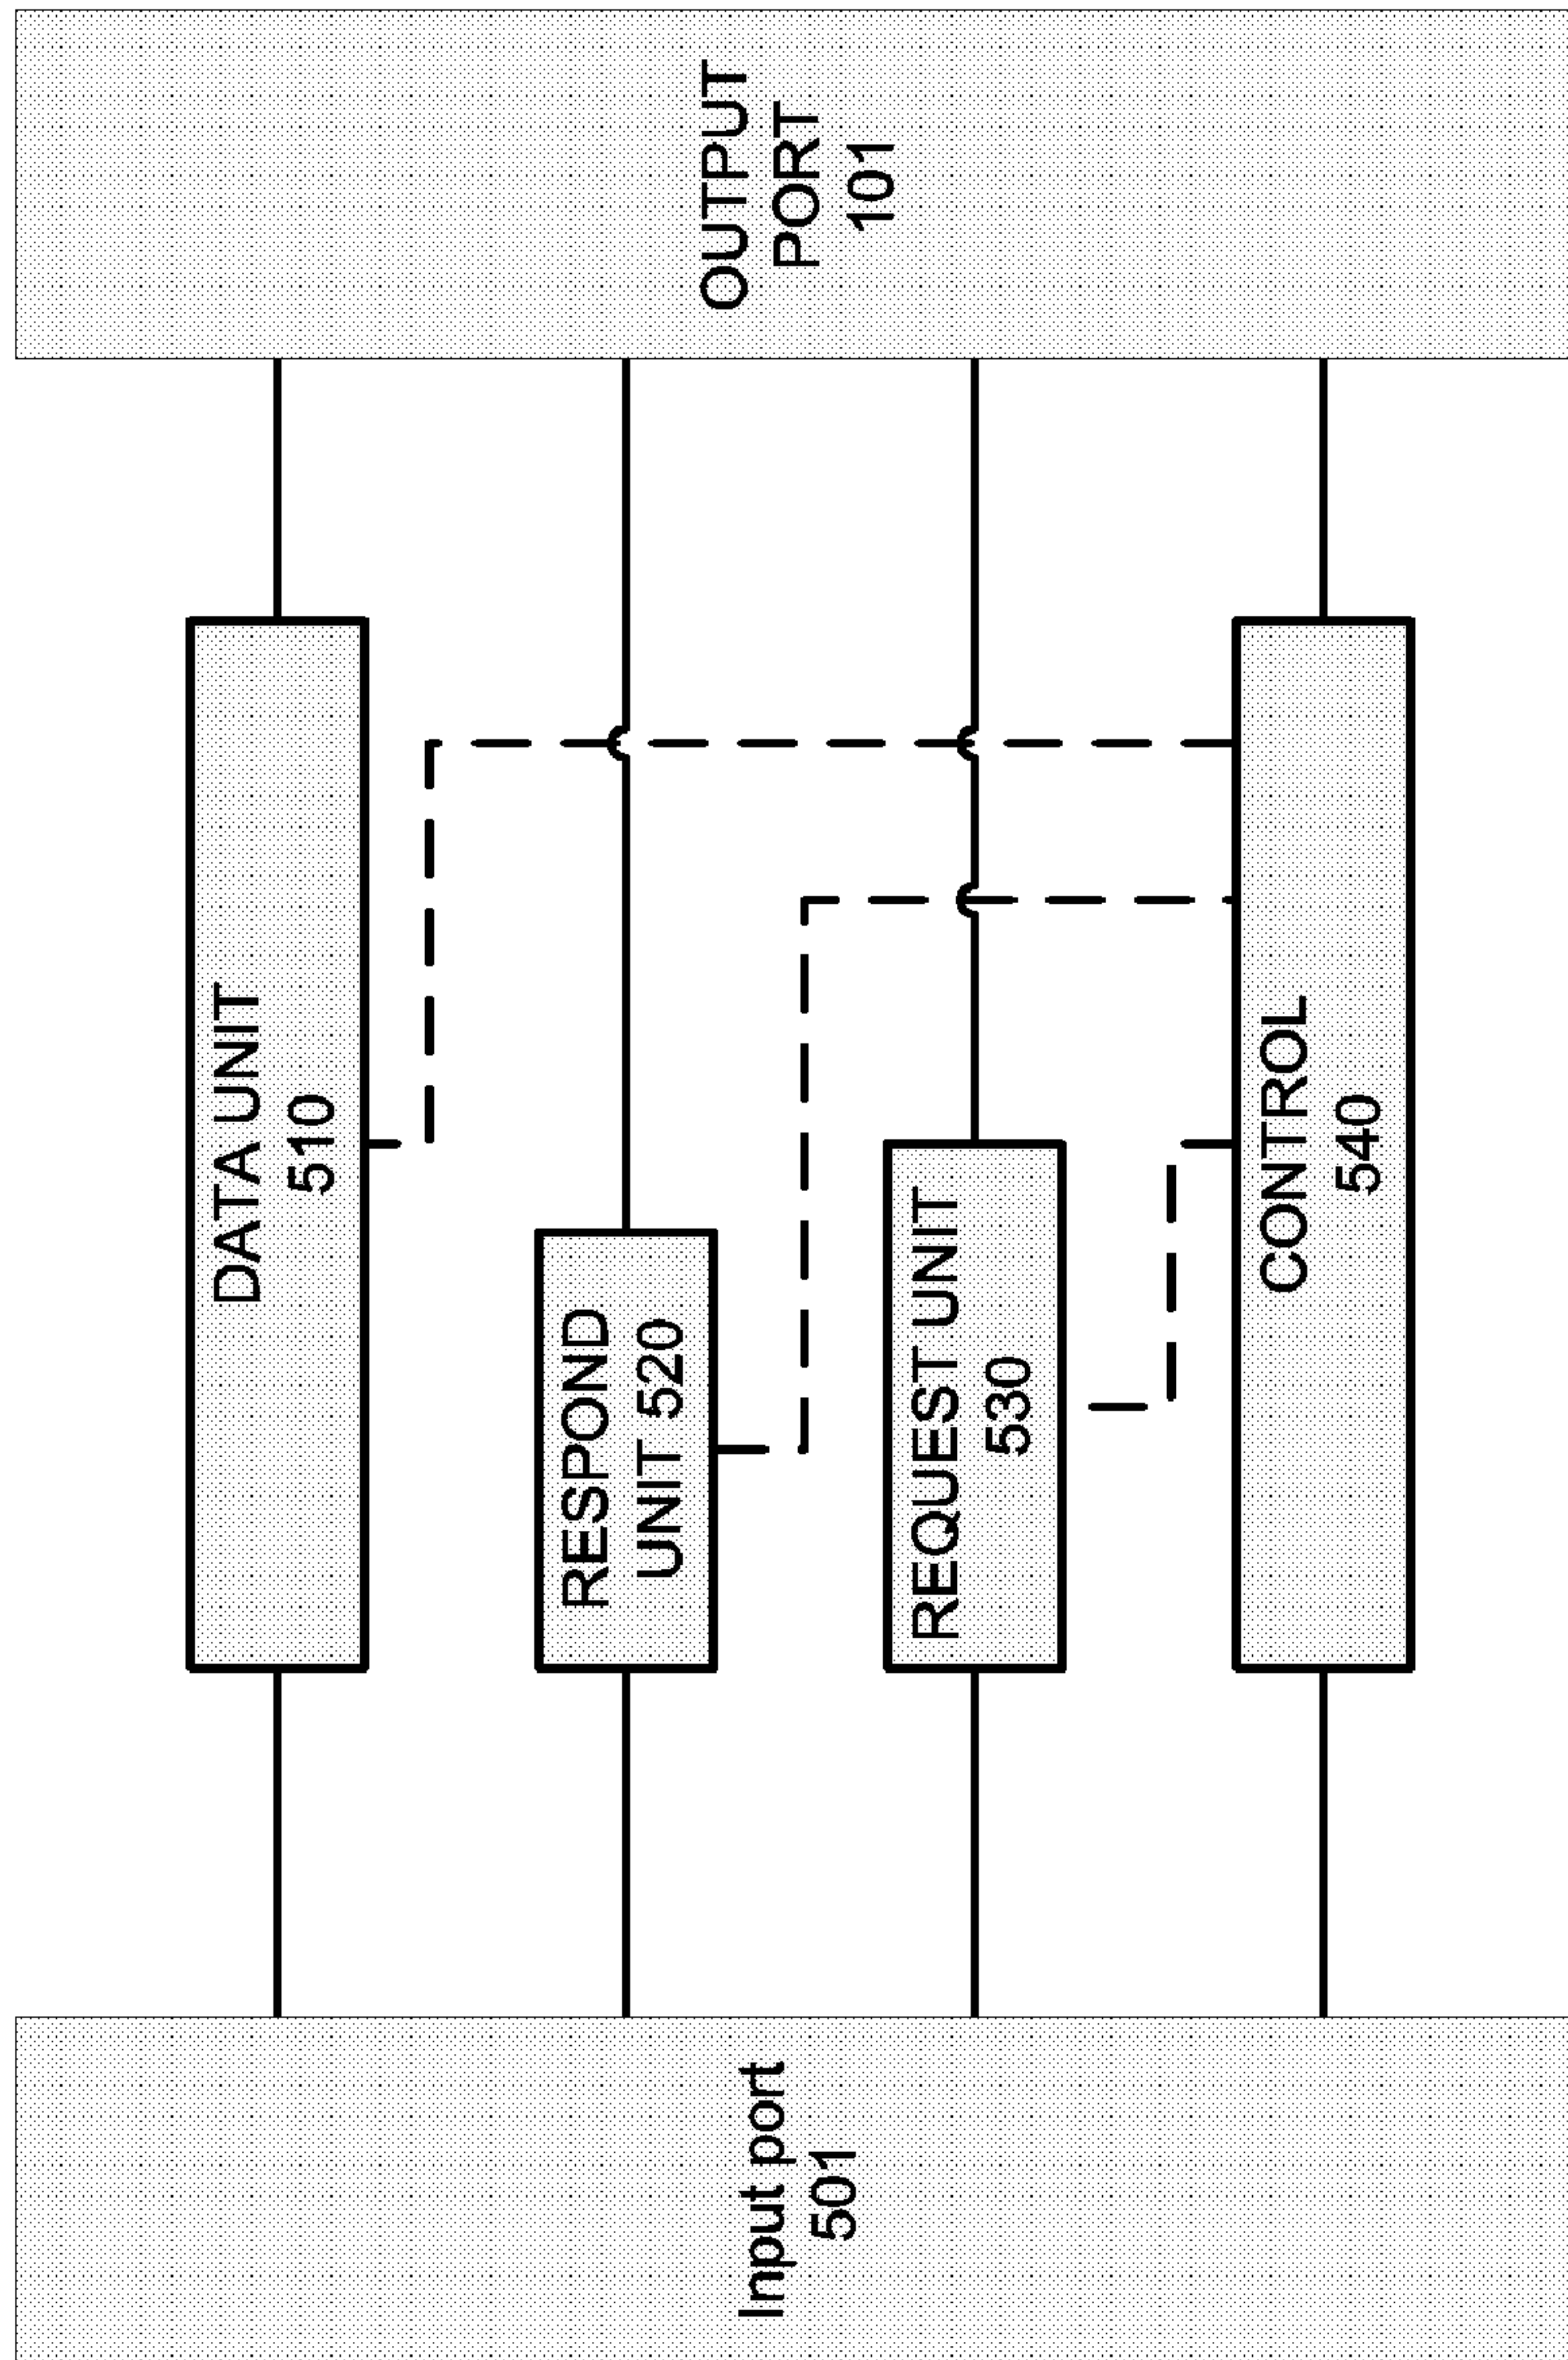 Input port
501
DATA UNIT
510
RESPOND
UNIT 520
REQUEST UNIT
530
CONTROL
540
OUTPUT
PORT
101